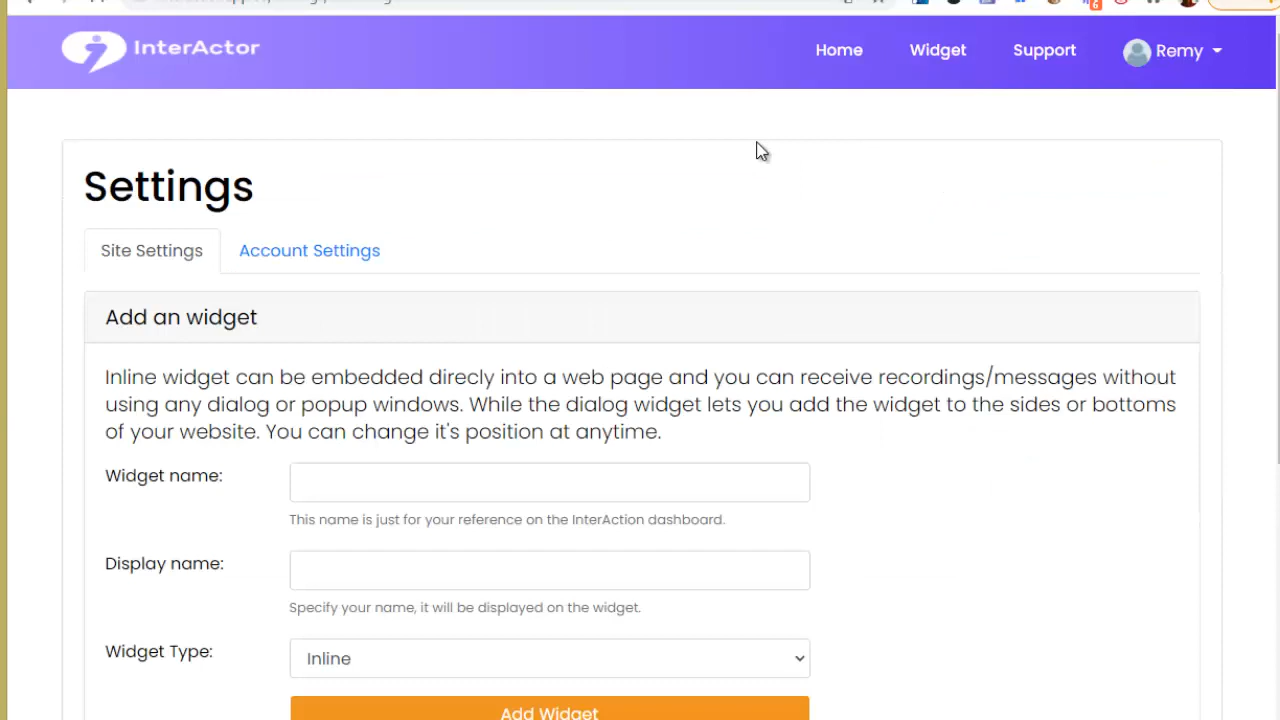 6
InterActor
Home
Widget
Support
Remy
Settings
Site Settings
Account Settings
Add an widget
Inline widget can be embedded direcly into a web page and you can receive recordings/messages without
using any dialog or popup windows. While the dialog widget lets you add the widget to the sides or bottoms
of your website. You can change it's position at anytime.
Widget name:
This name is just for your reference on the InterAction dashboard.
Display name:
Specify your name, it will be displayed on the widget.
Widget Type:
Inline
Add Widget